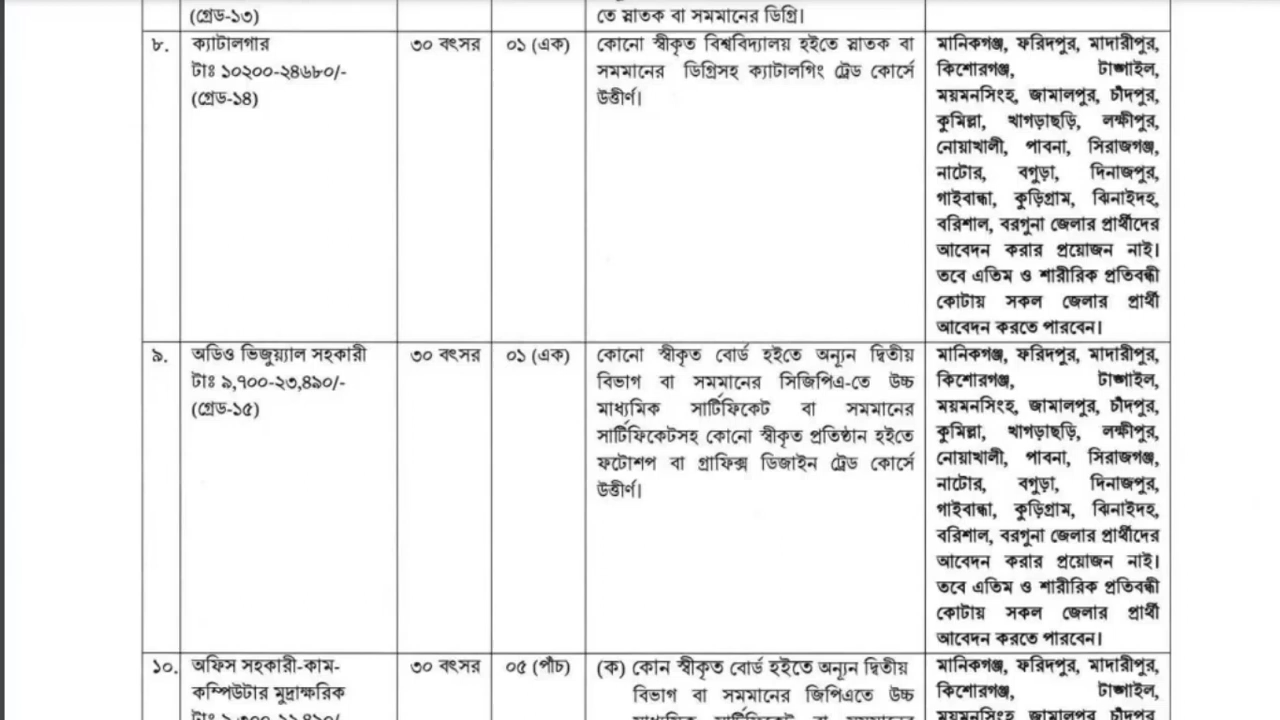 (গ্রেড-১৩)
তে স্নাতক বা সমমানের ডিগ্রি।
৮.
ক্যাটালগার
টাঃ ১০২০০-২৪৬৮০/-
(গ্রেড-১৪)
৩০ বৎসর
০১ (এক)
কোনো স্বীকৃত বিশ্ববিদ্যালয় হইতে স্নাতক বা
সমমানের ডিগ্রিসহ ক্যাটালগিং ট্রেড কোর্সে
উত্তীর্ণ।
মানিকগঞ্জ, ফরিদপুর, মাদারীপুর,
কিশোরগঞ্জ, টাঙ্গাইল,
ময়মনসিংহ, জামালপুর, চাঁদপুর,
কুমিল্লা, খাগড়াছড়ি, লক্ষীপুর,
নোয়াখালী, পাবনা, সিরাজগঞ্জ,
নাটোর, বগুড়া, দিনাজপুর,
গাইবান্ধা, কুড়িগ্রাম, ঝিনাইদহ,
বরিশাল, বরগুনা জেলার প্রার্থীদের
আবেদন করার প্রয়োজন নাই।
তবে এতিম ও শারীরিক প্রতিবন্ধী
কোটায় সকল জেলার প্রার্থী
আবেদন করতে পারবেন।
৯.
অডিও ভিজুয়্যাল সহকারী
টাঃ ৯,৭০০-২৩,৪৯০/-
(গ্রেড-১৫)
৩০ বৎসর
০১ (এক)
কোনো স্বীকৃত বোর্ড হইতে অন্যূন দ্বিতীয়
বিভাগ বা সমমানের সিজিপিএ-তে উচ্চ
মাধ্যমিক সার্টিফিকেট বা সমমানের
সার্টিফিকেটসহ কোনো স্বীকৃত প্রতিষ্ঠান হইতে
ফটোশপ বা গ্রাফিক্স ডিজাইন ট্রেড কোর্সে
উত্তীর্ণ।
মানিকগঞ্জ, ফরিদপুর, মাদারীপুর,
কিশোরগঞ্জ, টাঙ্গাইল,
ময়মনসিংহ, জামালপুর, চাঁদপুর,
কুমিল্লা, খাগড়াছড়ি, লক্ষীপুর,
নোয়াখালী, পাবনা, সিরাজগঞ্জ,
নাটোর, বগুড়া, দিনাজপুর,
গাইবান্ধা, কুড়িগ্রাম, ঝিনাইদহ,
বরিশাল, বরগুনা জেলার প্রার্থীদের
আবেদন করার প্রয়োজন নাই।
তবে এতিম ও শারীরিক প্রতিবন্ধী
কোটায় সকল জেলার প্রার্থী
আবেদন করতে পারবেন।
১০.
অফিস সহকারী-কাম-
কম্পিউটার মুদ্রাক্ষরিক
৩০ বৎসর
০৫ (পাঁচ)
(ক) কোন স্বীকৃত বোর্ড হইতে অন্যূন দ্বিতীয়
বিভাগ বা সমমানের জিপিএতে উচ্চ
মাধ্যমিক সার্টিফিকেট বা সমমানের
মানিকগঞ্জ, ফরিদপুর, মাদারীপুর,
কিশোরগঞ্জ, টাঙ্গাইল,
ময়মনসিংহ, জামালপুর, চাঁদপুর,